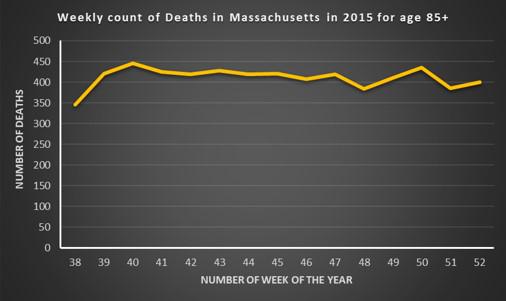 Weekly count of Deaths in Massachusetts in 2015 for age 85+
500
450
400
350
300
250
200
150
100
50
0
NUMBER OF DEATHS
38 39 40 41 42 43 44 45 46 47 48 49 50 51 52
NUMBER OF WEEK OF THE YEAR